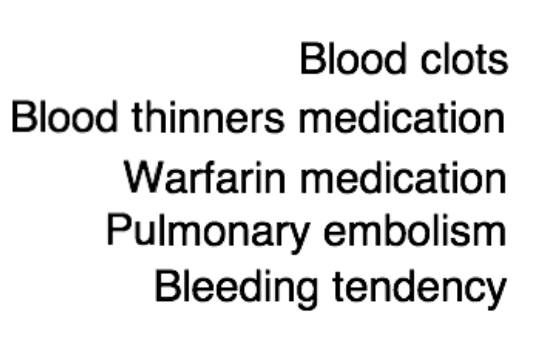 Blood clots
Blood thinners medication
Warfarin medication
Pulmonary embolism
Bleeding tendency